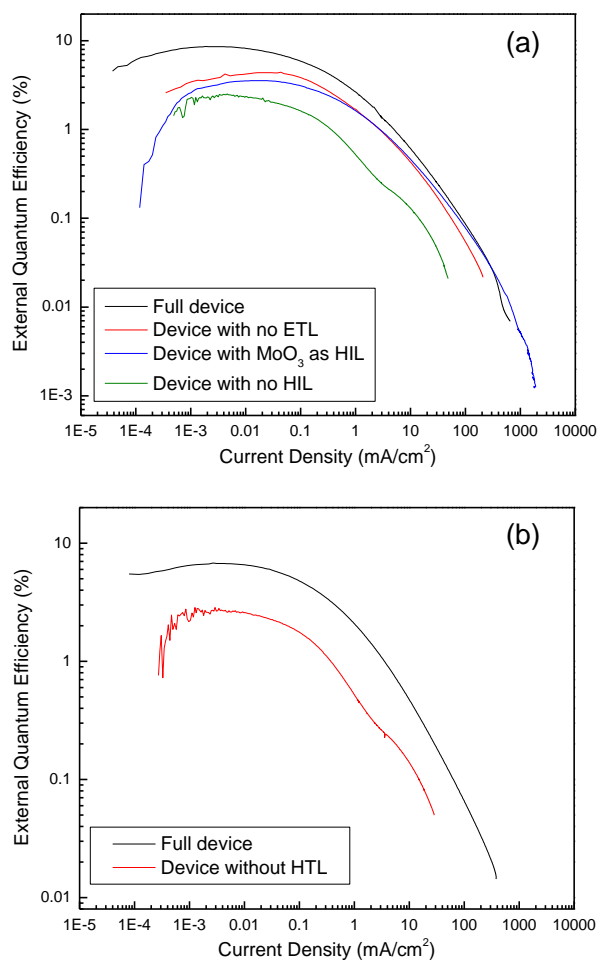 (a)
External Quantum Efficiency (%)
10
1
0.1
0.01
1E-3
Full device
Device with no ETL
Device with MoO₃ as HIL
Device with no HIL
1E-5 1E-4 1E-3 0.01 0.1 1 10 100 1000 10000
Current Density (mA/cm²)
(b)
External Quantum Efficiency (%)
10
1
0.1
0.01
Full device
Device without HTL
1E-5 1E-4 1E-3 0.01 0.1 1 10 100 1000 10000
Current Density (mA/cm²)